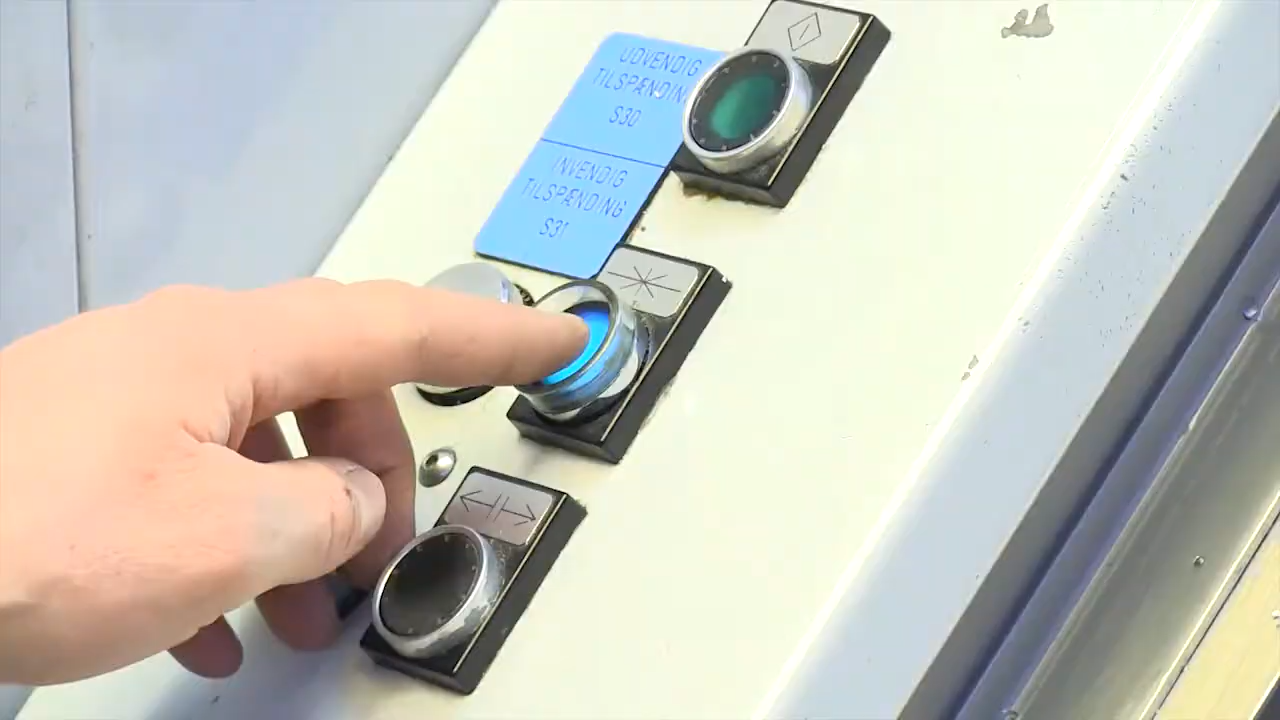 UDVENDIG
TILSPÆNDING
S30
INVENDIG
TILSPÆNDING
S31